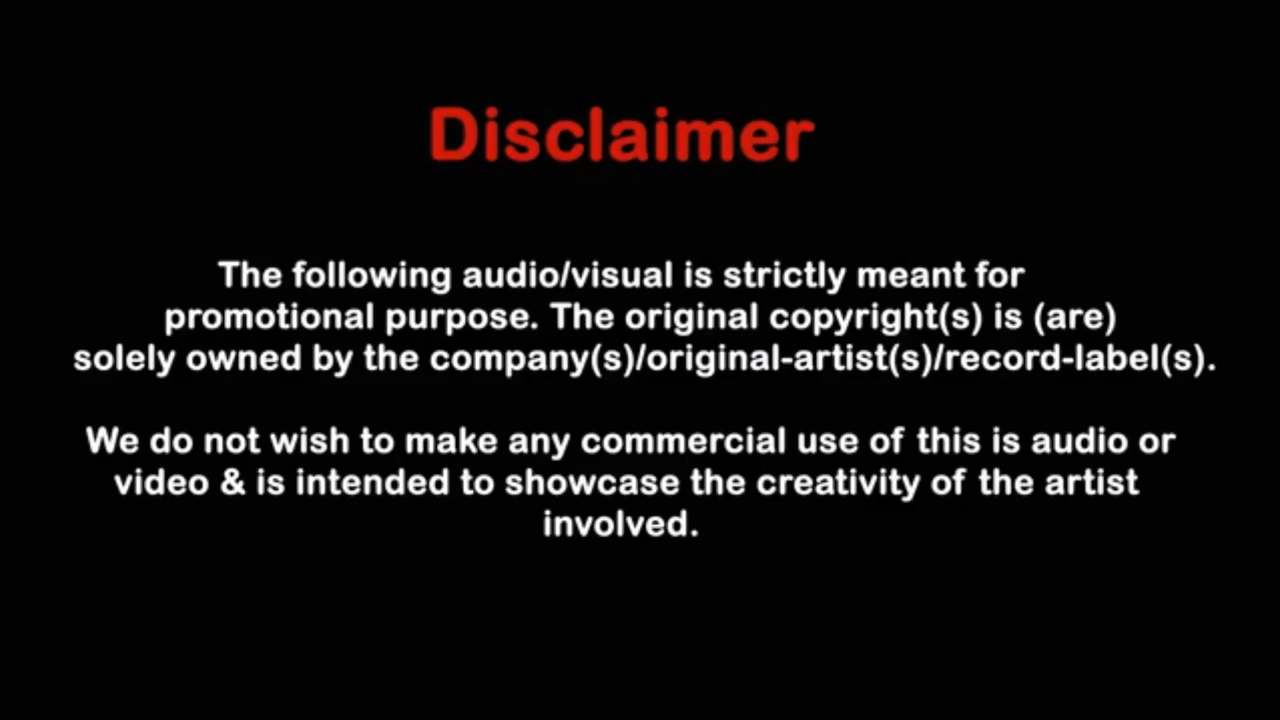 Disclaimer
The following audio/visual is strictly meant for
promotional purpose. The original copyright(s) is (are)
solely owned by the company(s)/original-artist(s)/record-label(s).
We do not wish to make any commercial use of this is audio or
video & is intended to showcase the creativity of the artist
involved.